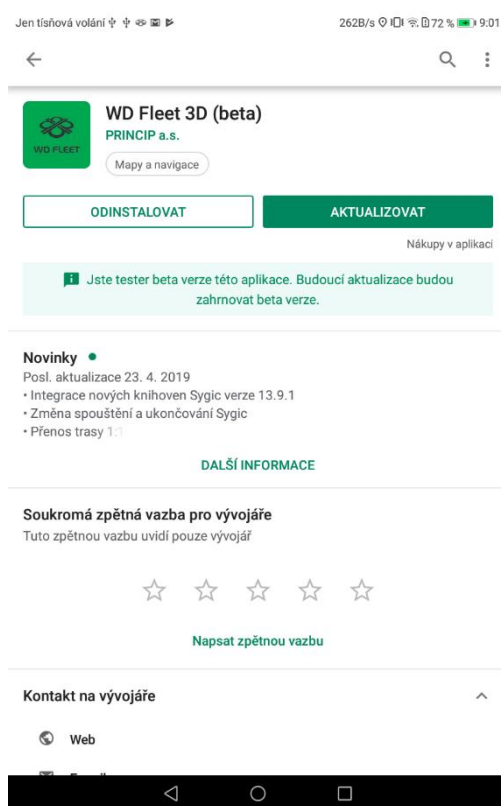 Jen tísňová volání
262B/s 72 % 9:01
WD FLEET
WD Fleet 3D (beta)
PRINCIP a.s.
Mapy a navigace
ODINSTALOVAT
AKTUALIZOVAT
Nákupy v aplikaci
Jste tester beta verze této aplikace. Budoucí aktualizace budou
zahrnovat beta verze.
Novinky
Posl. aktualizace 23. 4. 2019
• Integrace nových knihoven Sygic verze 13.9.1
• Změna spouštění a ukončování Sygic
• Přenos trasy 1:1
DALŠÍ INFORMACE
Soukromá zpětná vazba pro vývojáře
Tuto zpětnou vazbu uvidí pouze vývojář
Napsat zpětnou vazbu
Kontakt na vývojáře
Web